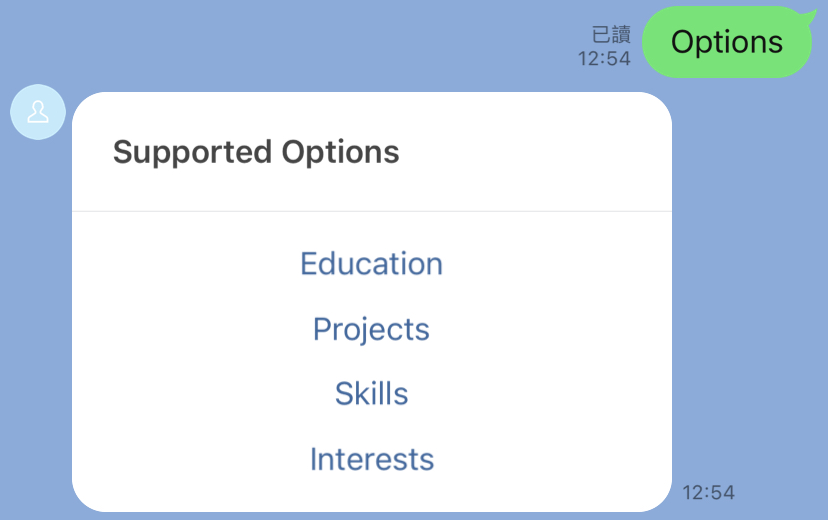 已讀
12:54
Options
Supported Options
Education
Projects
Skills
Interests
12:54